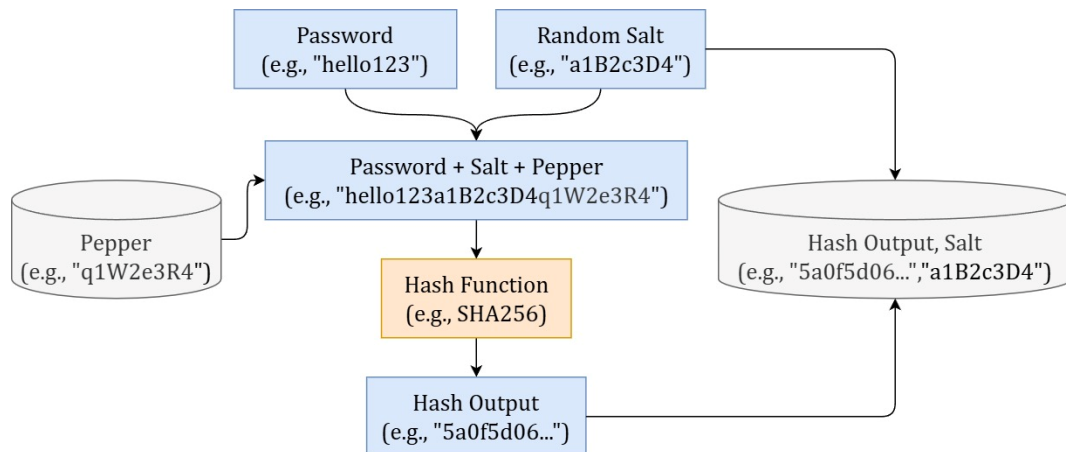 Password
(e.g., "hello123")
Random Salt
(e.g., "a1B2c3D4")
Password + Salt + Pepper
(e.g., "hello123a1B2c3D4q1W2e3R4")
Pepper
(e.g., "q1W2e3R4")
Hash Output, Salt
(e.g., "5a0f5d06...","a1B2c3D4")
Hash Function
(e.g., SHA256)
Hash Output
(e.g., "5a0f5d06...")